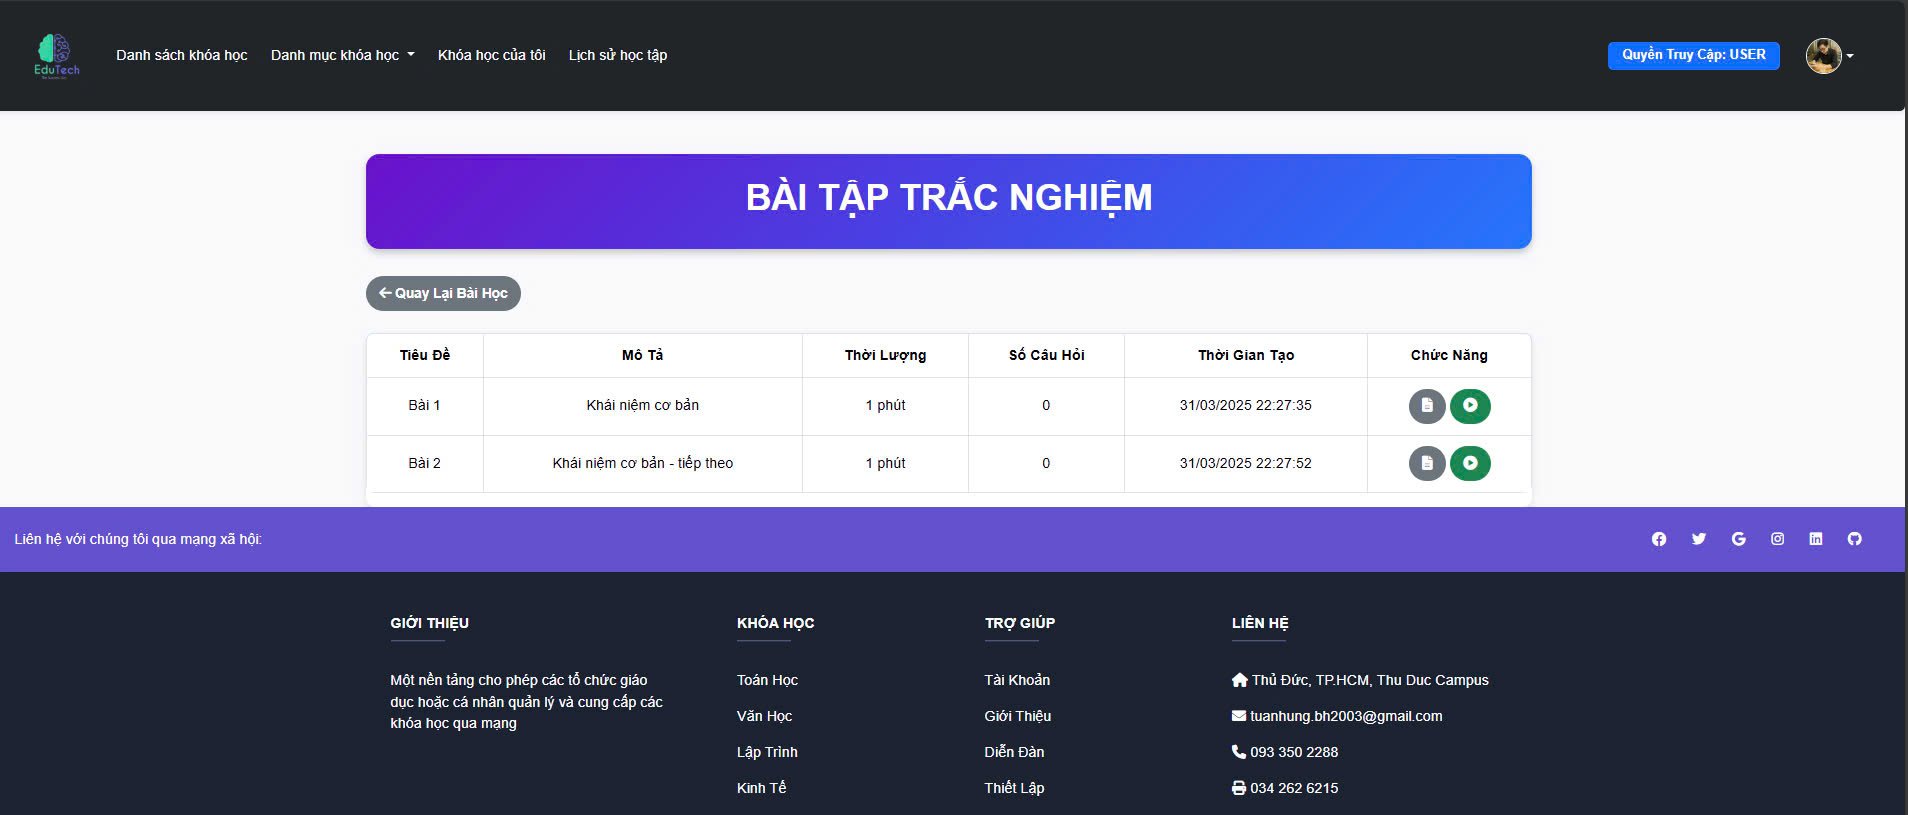 EduTech
Danh sách khóa học
Danh mục khóa học
Khóa học của tôi
Lịch sử học tập
Quyền Truy Cập: USER
BÀI TẬP TRẮC NGHIỆM
Quay Lại Bài Học
Tiêu Đề Mô Tả Thời Lượng Số Câu Hỏi Thời Gian Tạo Chức Năng
Bài 1 Khái niệm cơ bản 1 phút 0 31/03/2025 22:27:35
Bài 2 Khái niệm cơ bản - tiếp theo 1 phút 0 31/03/2025 22:27:52
Liên hệ với chúng tôi qua mạng xã hội:
GIỚI THIỆU
Một nền tảng cho phép các tổ chức giáo
dục hoặc cá nhân quản lý và cung cấp các
khóa học qua mạng
KHÓA HỌC
Toán Học
Văn Học
Lập Trình
Kinh Tế
TRỢ GIÚP
Tài Khoản
Giới Thiệu
Diễn Đàn
Thiết Lập
LIÊN HỆ
Thủ Đức, TP.HCM, Thu Duc Campus
tuanhung.bh2003@gmail.com
093 350 2288
034 262 6215